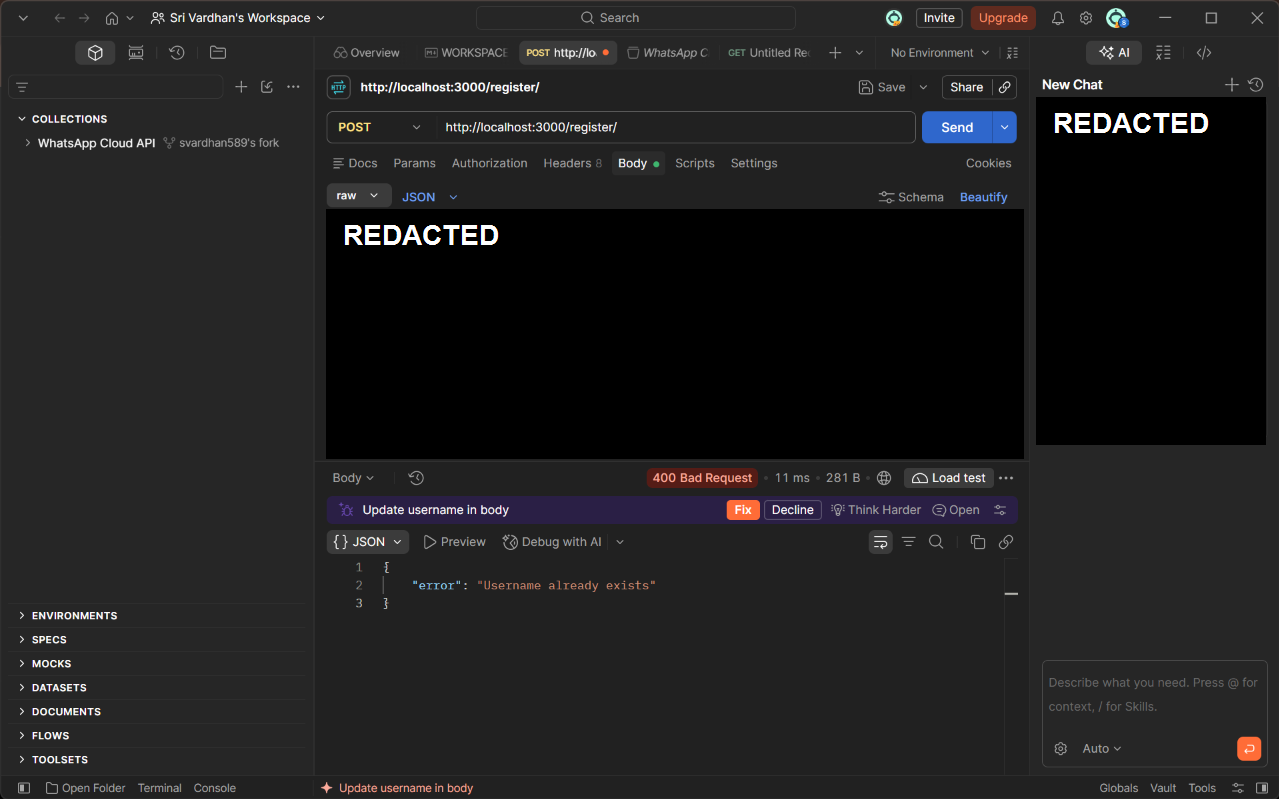 Sri Vardhan's Workspace
Search
Invite
Upgrade
8
Overview
WORKSPACE
POST http://lo
WhatsApp C
GET Untitled Re
No Environment
AI
HTTP
http://localhost:3000/register/
Save
Share
New Chat
COLLECTIONS
WhatsApp Cloud API
svardhan589's fork
POST
http://localhost:3000/register/
Send
REDACTED
Docs
Params
Authorization
Headers 8
Body
Scripts
Settings
Cookies
raw
JSON
Schema
Beautify
REDACTED
Body
400 Bad Request
11 ms
281 B
Load test
Update username in body
Fix
Decline
Think Harder
Open
{} JSON
Preview
Debug with AI
1 {
2 "error": "Username already exists"
3 }
ENVIRONMENTS
SPECS
MOCKS
DATASETS
DOCUMENTS
FLOWS
TOOLSETS
Describe what you need. Press @ for
context, / for Skills.
Auto
Open Folder
Terminal
Console
Update username in body
Globals
Vault
Tools